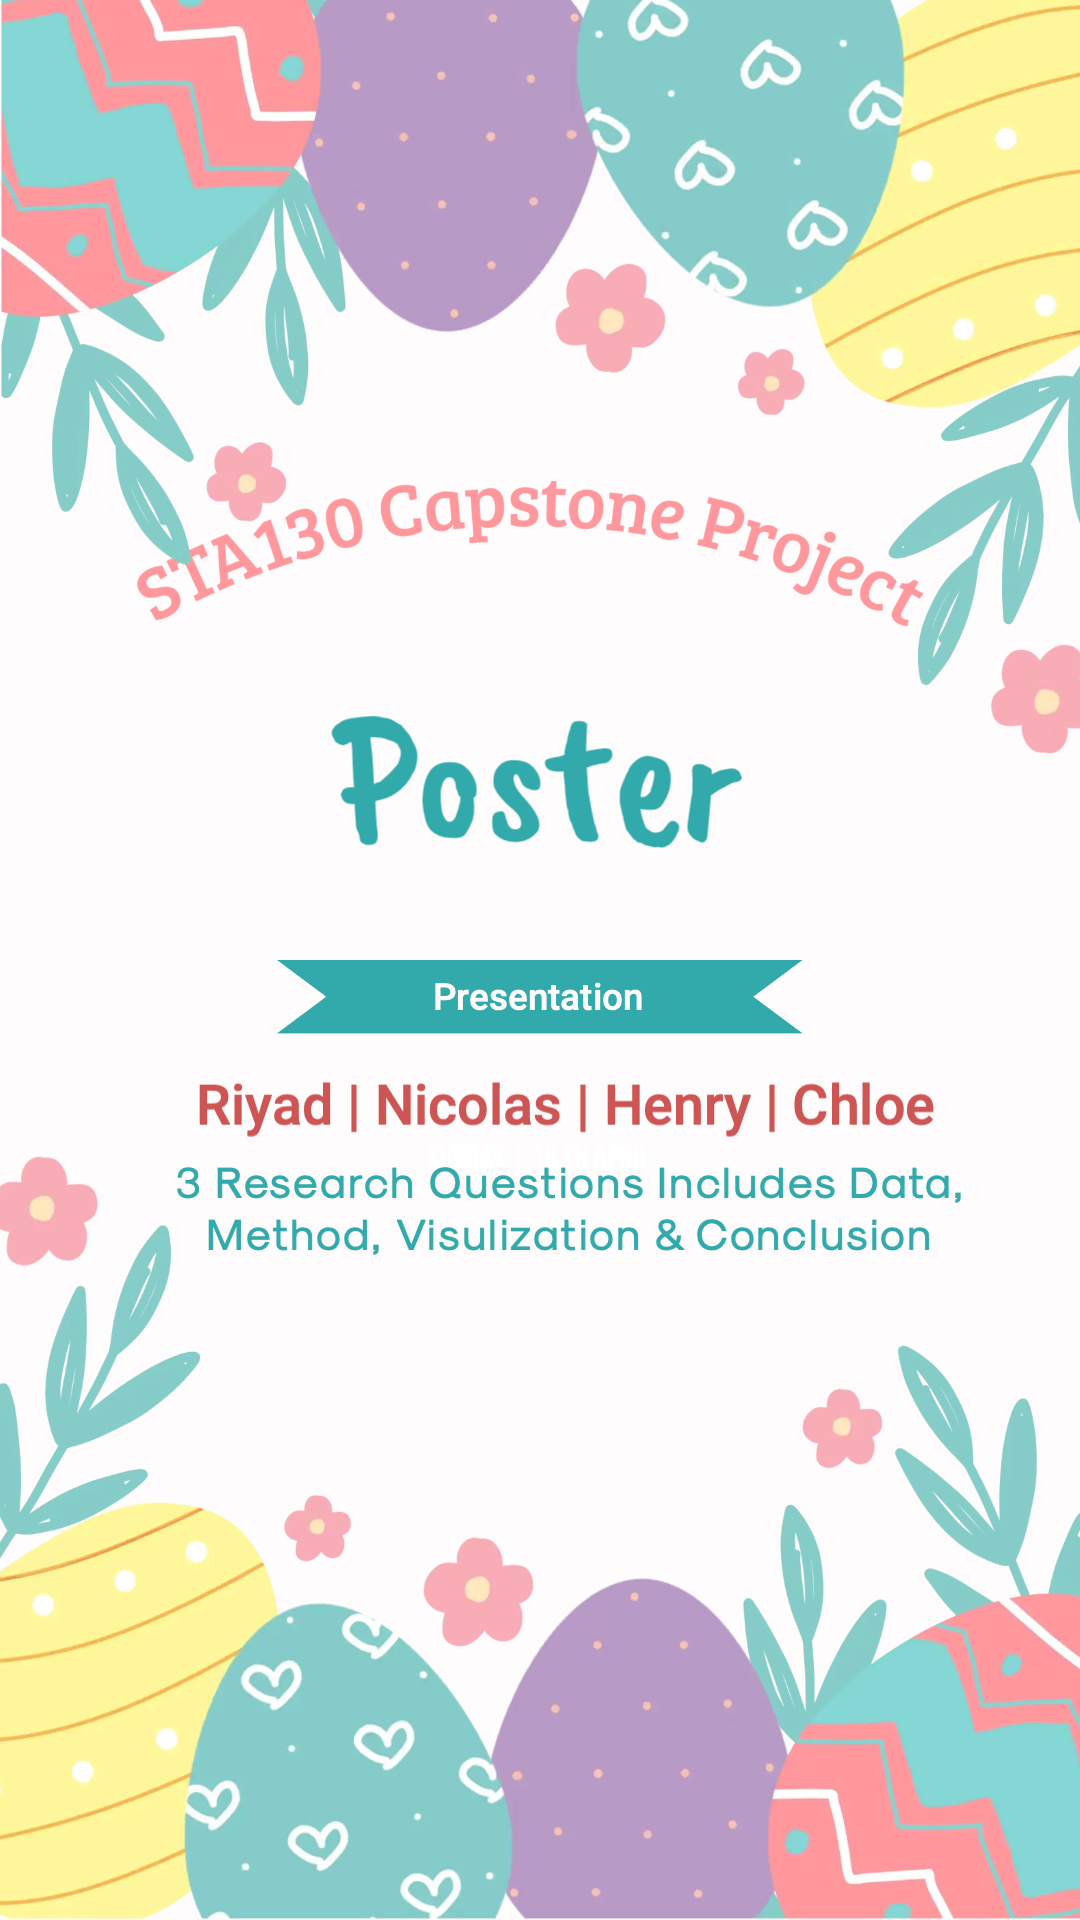 STA130 Capstone Project
Poster
Presentation
Riyad | Nicolas | Henry | Chloe
3 Research Questions Includes Data,
Method, Visulization & Conclusion